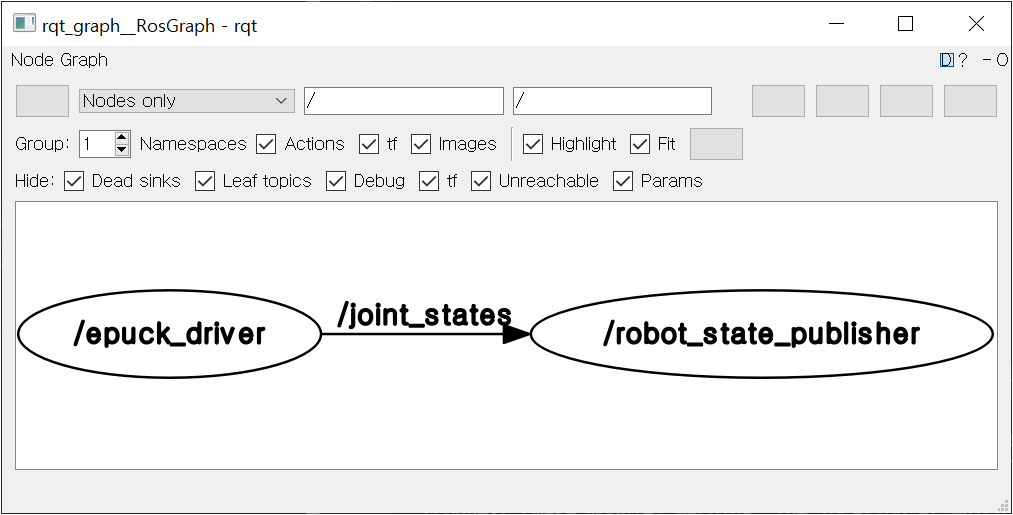 rqt_graph__RosGraph - rqt
Node Graph
D? - O
Nodes only / /
Group: 1 Namespaces Actions tf Images Highlight Fit
Hide: Dead sinks Leaf topics Debug tf Unreachable Params
/joint_states
/epuck_driver /robot_state_publisher